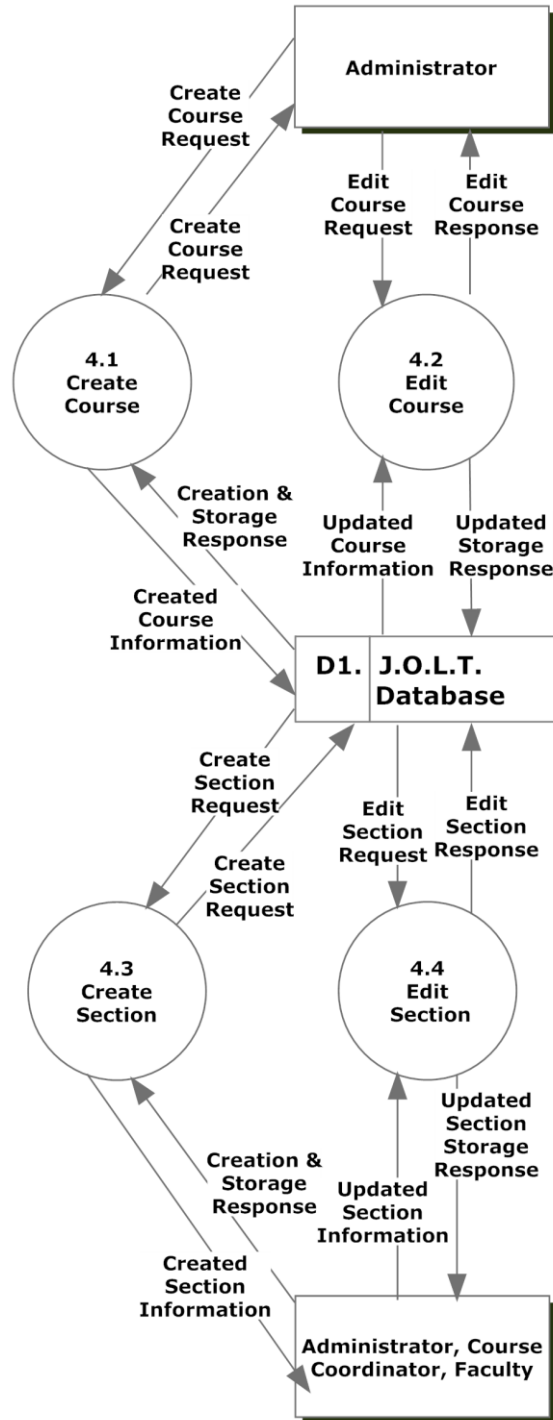 Administrator
Create
Course
Request
Create
Course
Request
Edit
Course
Request
Edit
Course
Response
4.1
Create
Course
4.2
Edit
Course
Creation &
Storage
Response
Created
Course
Information
Updated
Course
Information
Updated
Storage
Response
D1. J.O.L.T.
Database
Create
Section
Request
Create
Section
Request
Edit
Section
Request
Edit
Section
Response
4.3
Create
Section
4.4
Edit
Section
Creation &
Storage
Response
Created
Section
Information
Updated
Section
Information
Updated
Section
Storage
Response
Administrator, Course
Coordinator, Faculty